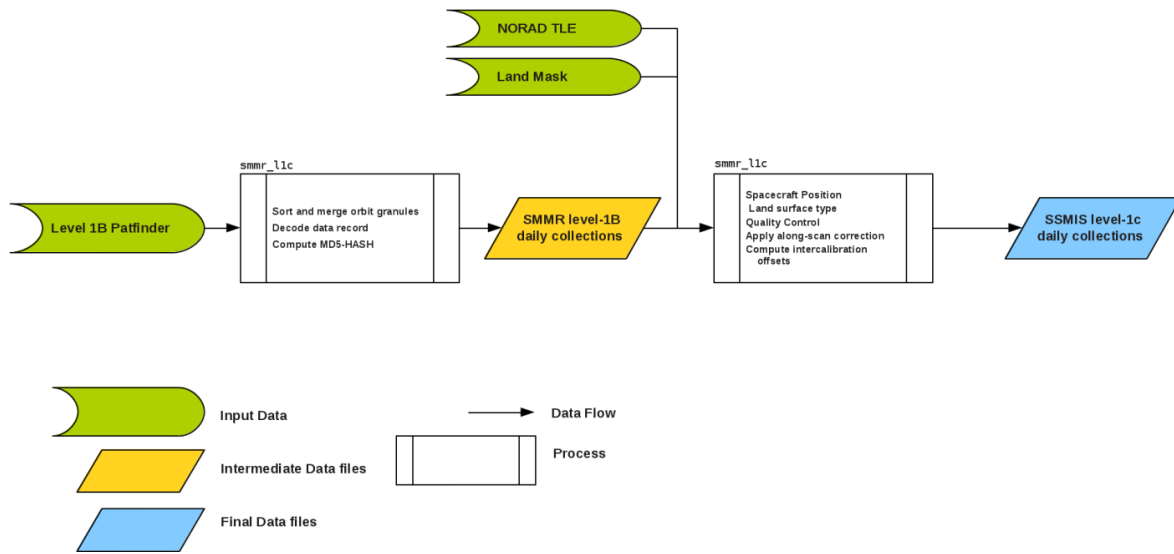 NORAD TLE
Land Mask
smmr_l1c
smmr_l1c
Level 1B Patfinder
Sort and merge orbit granules
Decode data record
Compute MD5-HASH
SMMR level-1B
daily collections
Spacecraft Position
Land surface type
Quality Control
Apply along-scan correction
Compute intercalibration
offsets
SSMIS level-1c
daily collections
Input Data
Data Flow
Process
Intermediate Data files
Final Data files